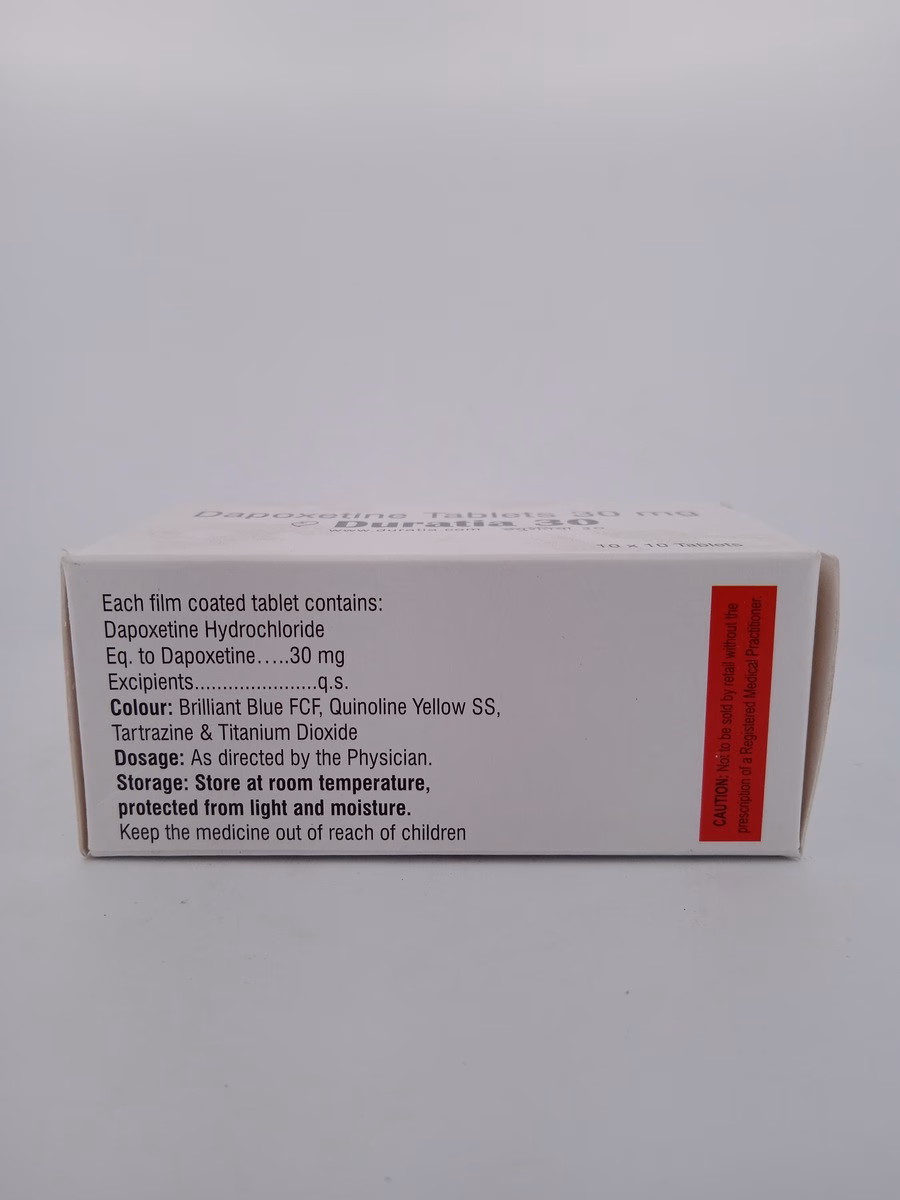 Dapoxetine Tablets 30 mg
Duratia 30
www.duratia.com
10 x 10 Tablets
Each film coated tablet contains:
Dapoxetine Hydrochloride
Eq. to Dapoxetine.....30 mg
Excipients......................q.s.
Colour: Brilliant Blue FCF, Quinoline Yellow SS,
Tartrazine & Titanium Dioxide
Dosage: As directed by the Physician.
Storage: Store at room temperature,
protected from light and moisture.
Keep the medicine out of reach of children
CAUTION: Not to be sold by retail without the
prescription of a Registered Medical Practitioner.